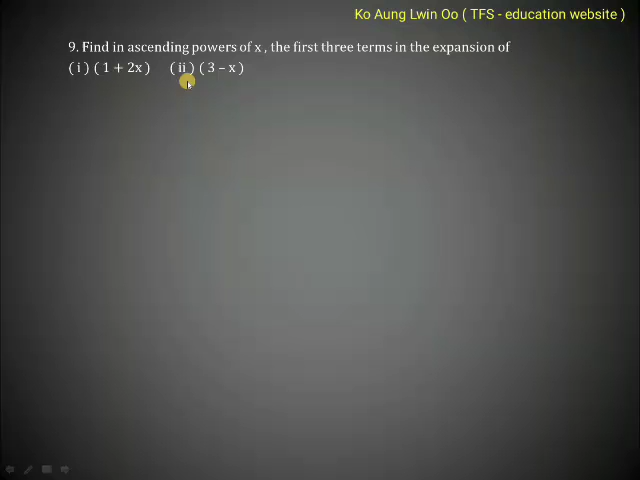 Ko Aung Lwin Oo ( TFS - education website )
9. Find in ascending powers of x , the first three terms in the expansion of
( i ) ( 1 + 2x )    ( ii ) ( 3 – x )